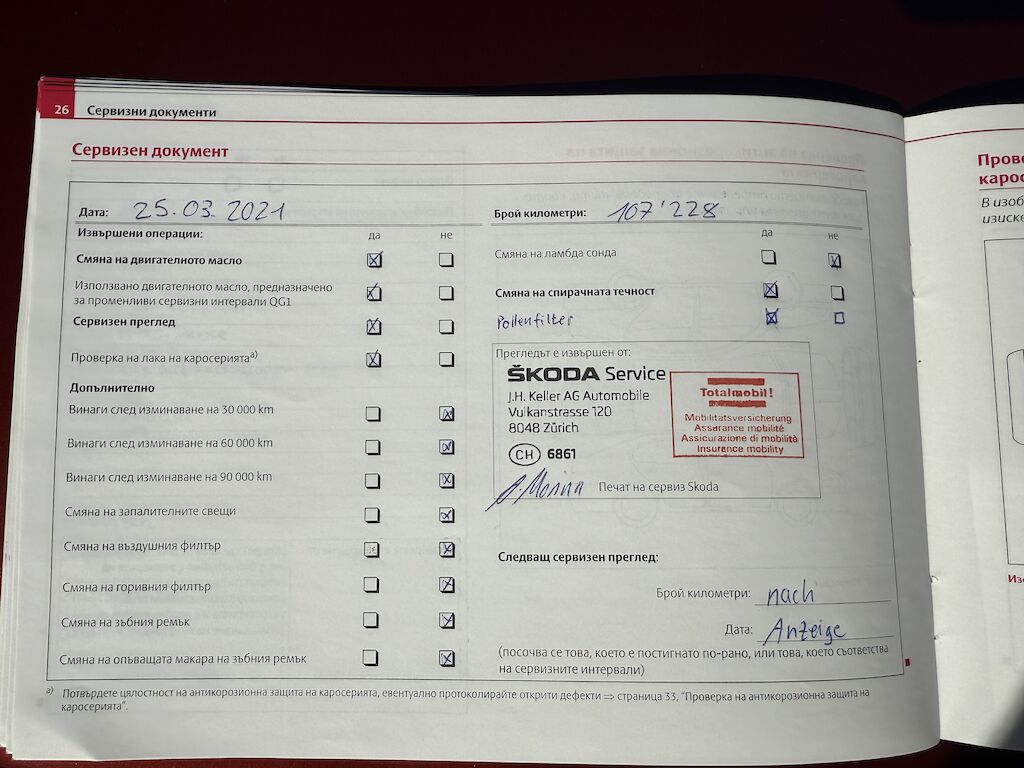 26 Сервизни документи
Сервизен документ
Дата: 25.03.2021
Извършени операции: да не
Смяна на двигателното масло
Използвано двигателното масло, предназначено
за променливи сервизни интервали QG1
Сервизен преглед
Проверка на лака на каросерията а)
Допълнително
Винаги след изминаване на 30 000 km
Винаги след изминаване на 60 000 km
Винаги след изминаване на 90 000 km
Смяна на запалителните свещи
Смяна на въздушния филтър
Смяна на горивния филтър
Смяна на зъбния ремък
Смяна на опъващата макара на зъбния ремък
Брой километри: 107'228
да не
Смяна на ламбда сонда
Смяна на спирачната течност
Pollenfilter
Прегледът е извършен от:
ŠKODA Service
J.H. Keller AG Automobile
Vulkanstrasse 120
8048 Zürich
CH 6861
Totalmobil!
Mobilitätsversicherung
Assurance mobilité
Assicurazione di mobilità
Insurance mobility
Печат на сервиз Skoda
Следващ сервизен преглед:
Брой километри: nach
Дата: Anzeige
(посочва се това, което е постигнато по-рано, или това, което съответства
на сервизните интервали)
а) Потвърдете цялостност на антикорозионна защита на каросерията, евентуално протоколирайте открити дефекти ⇒ страница 33, "Проверка на антикорозионна защита на
каросерията".